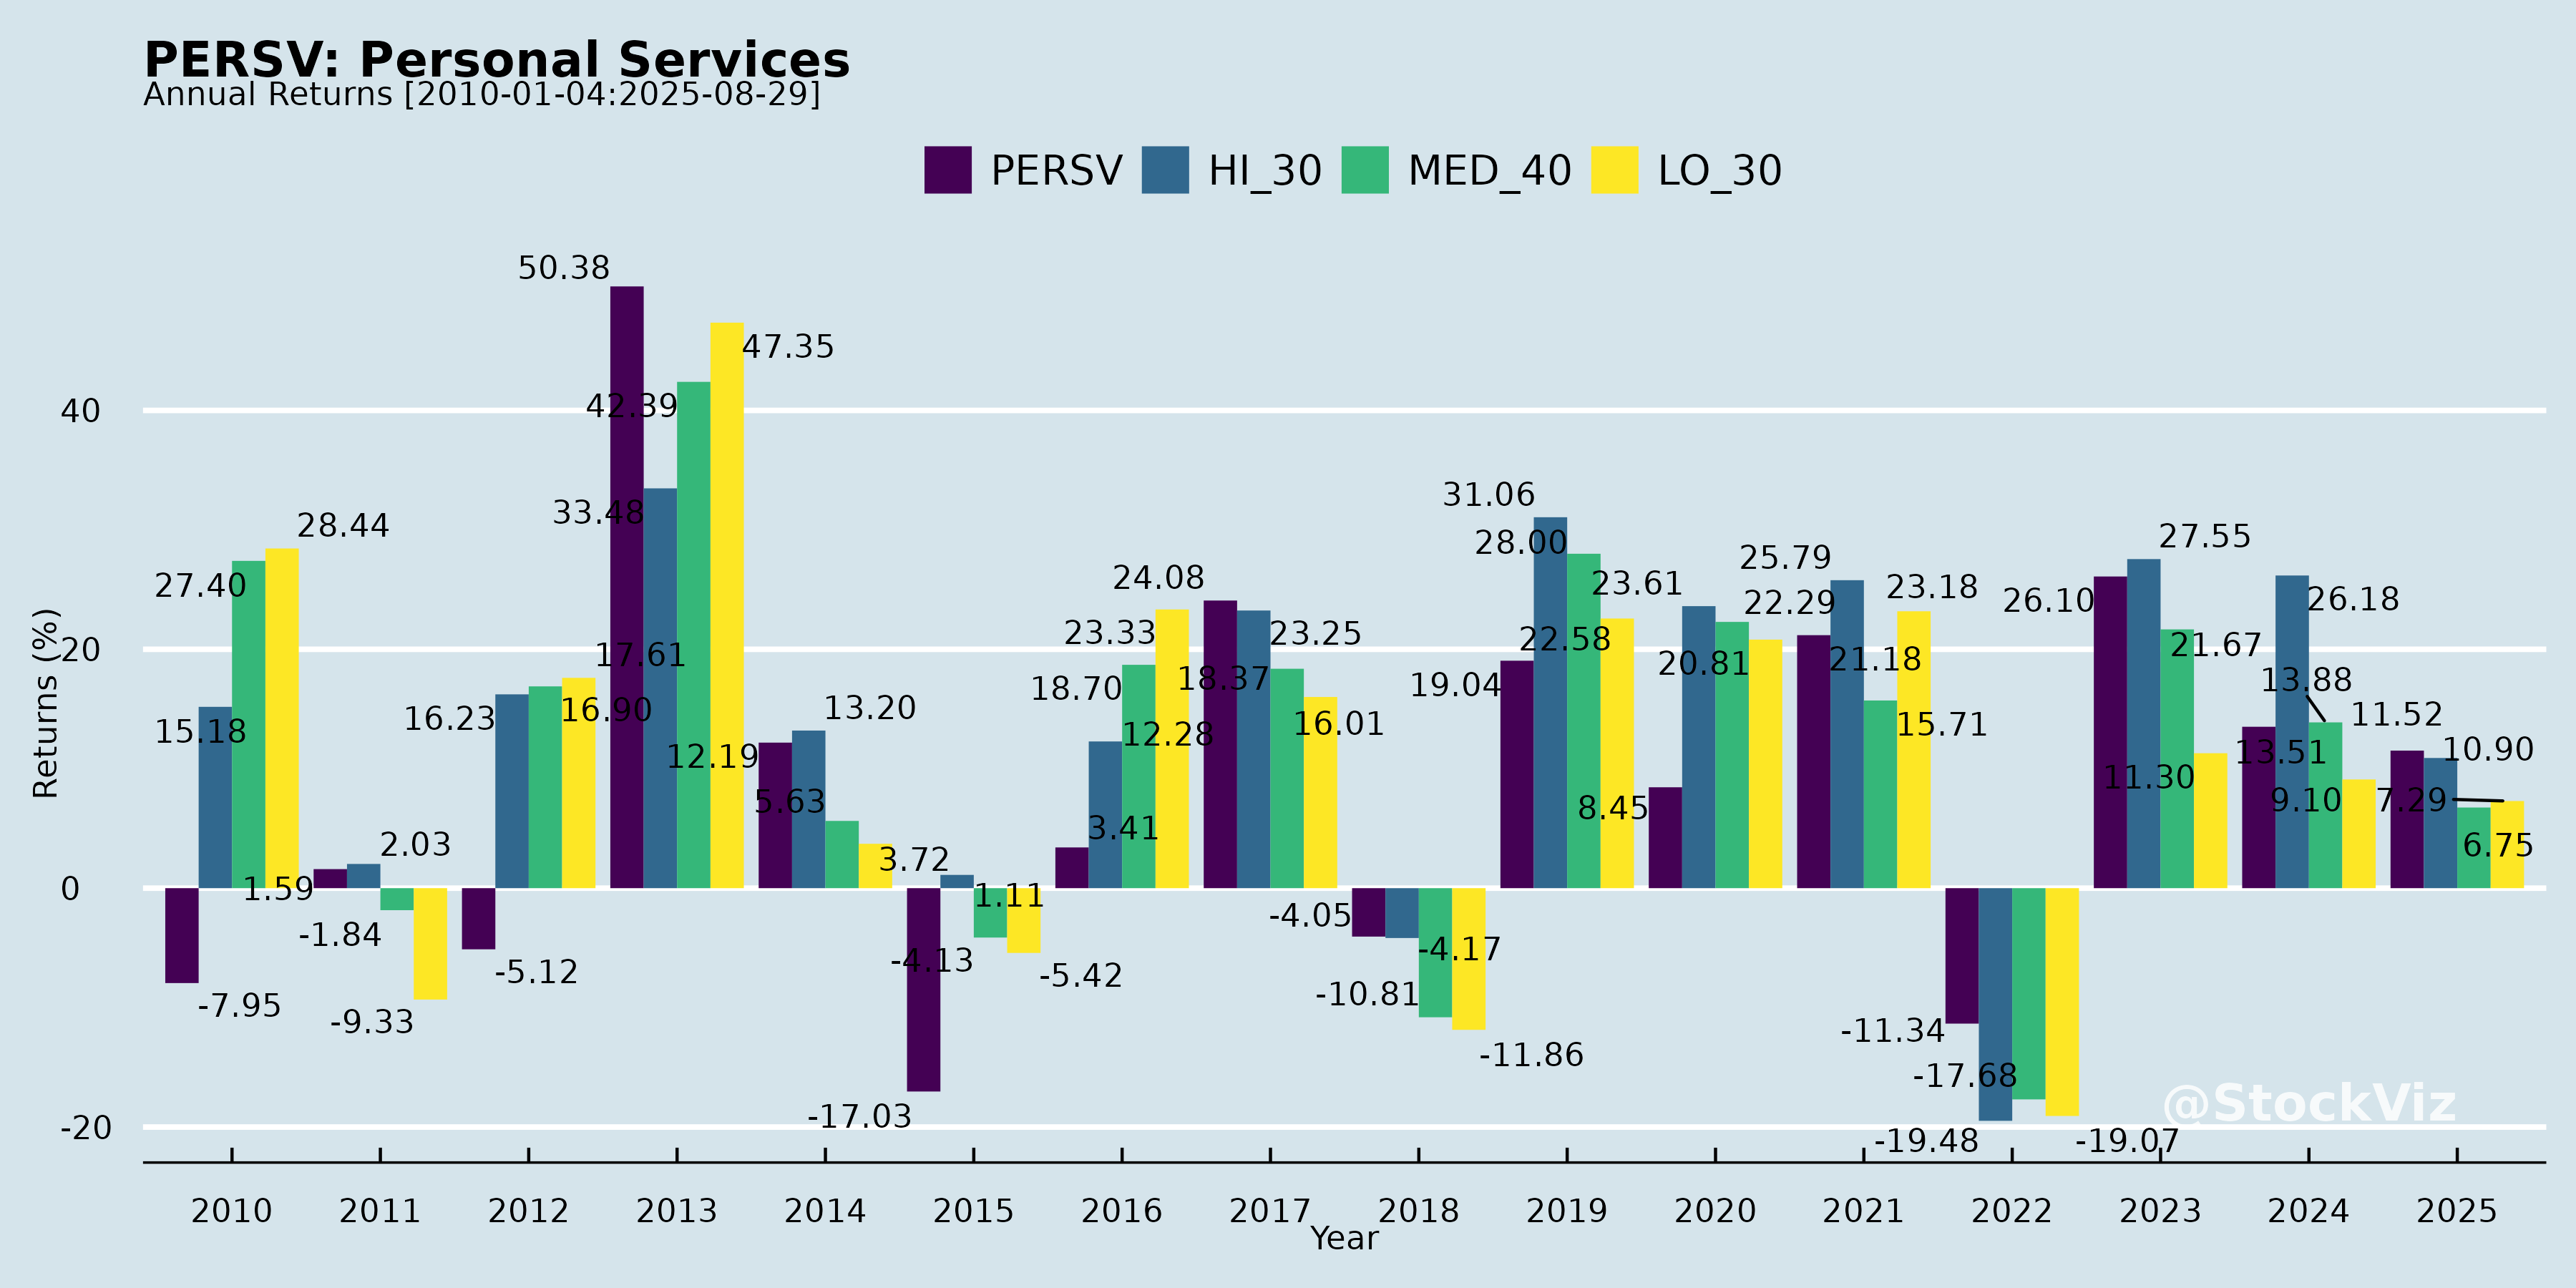 PERSV: Personal Services
Annual Returns [2010-01-04:2025-08-29]
PERSV HI_30 MED_40 LO_30
Returns (%)
40
20
0
-20
-7.95 15.18 27.40 28.44
1.59 2.03 -1.84 -9.33
-5.12 16.23 16.90 17.61
50.38 33.48 42.39 47.35
12.19 13.20 5.63 3.72
-17.03 1.11 -4.13 -5.42
3.41 12.28 18.70 23.33
24.08 23.25 18.37 16.01
-4.05 -4.17 -10.81 -11.86
19.04 31.06 28.00 22.58
8.45 23.61 22.29 20.81
21.18 25.79 15.71 23.18
-11.34 -19.48 -17.68 -19.07
26.10 27.55 21.67 11.30
13.51 26.18 13.88 9.10
11.52 10.90 6.75 7.29
@StockViz
2010 2011 2012 2013 2014 2015 2016 2017 2018 2019 2020 2021 2022 2023 2024 2025
Year